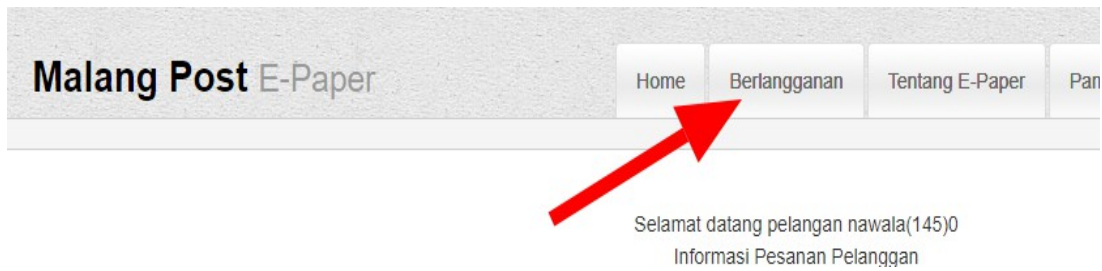 Malang Post E-Paper
Home Berlangganan Tentang E-Paper
Selamat datang pelangan nawala(145)0
Informasi Pesanan Pelanggan